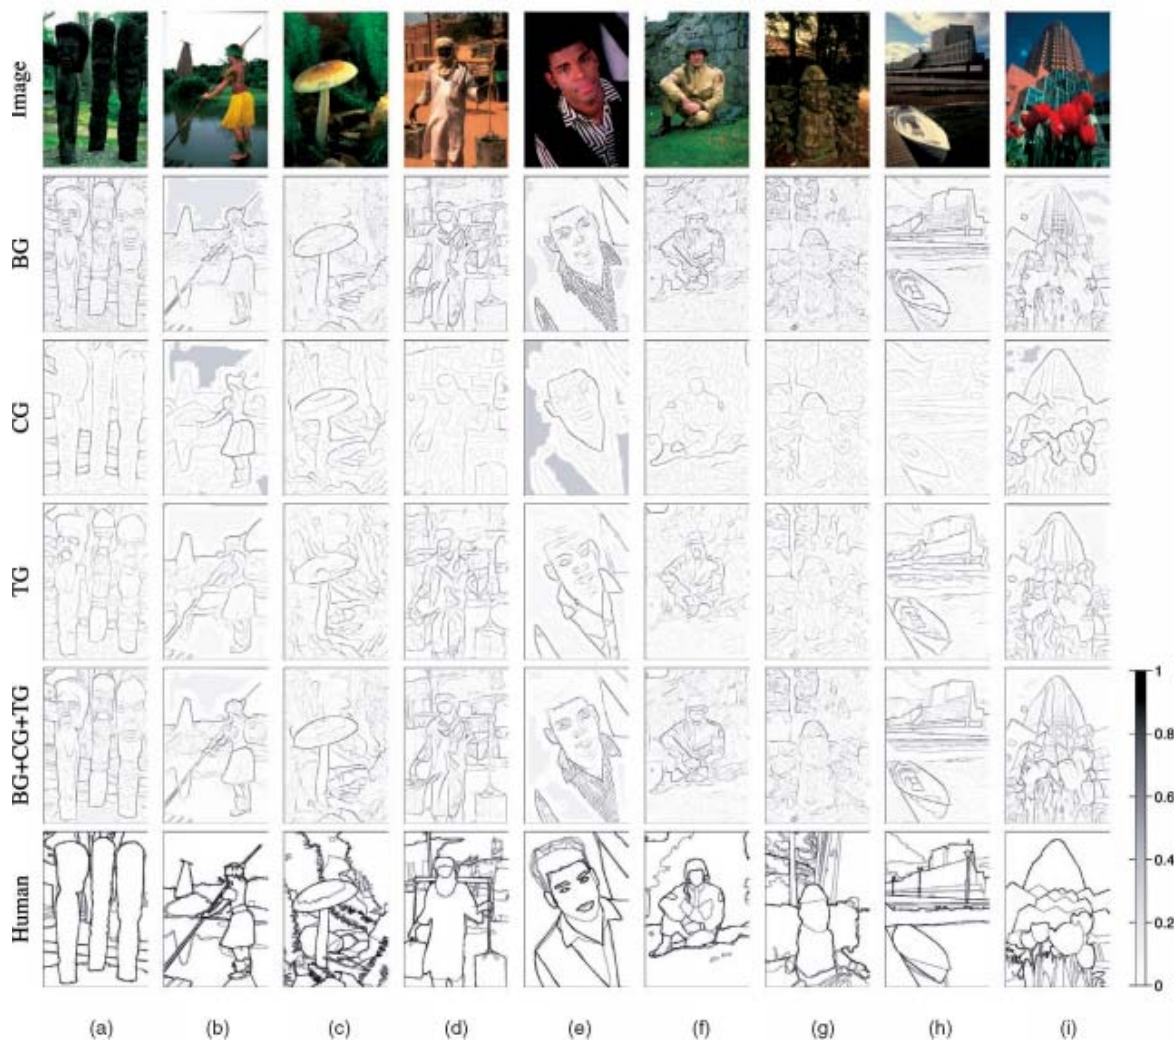 Image
BG
CG
TG
BG+CG+TG
Human
1
0.8
0.6
0.4
0.2
0
(a) (b) (c) (d) (e) (f) (g) (h) (i)